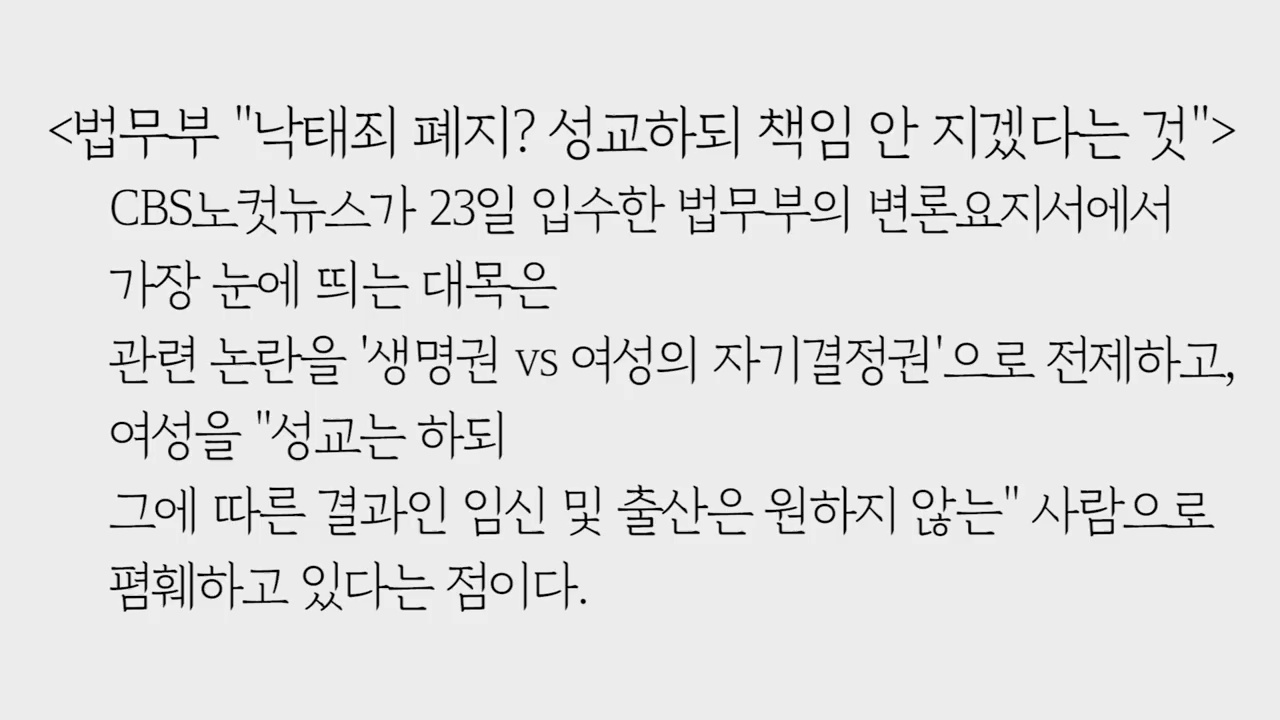 <법무부 "낙태죄 폐지? 성교하되 책임 안 지겠다는 것">
CBS노컷뉴스가 23일 입수한 법무부의 변론요지서에서
가장 눈에 띄는 대목은
관련 논란을 '생명권 vs 여성의 자기결정권'으로 전제하고,
여성을 "성교는 하되
그에 따른 결과인 임신 및 출산은 원하지 않는" 사람으로
폄훼하고 있다는 점이다.